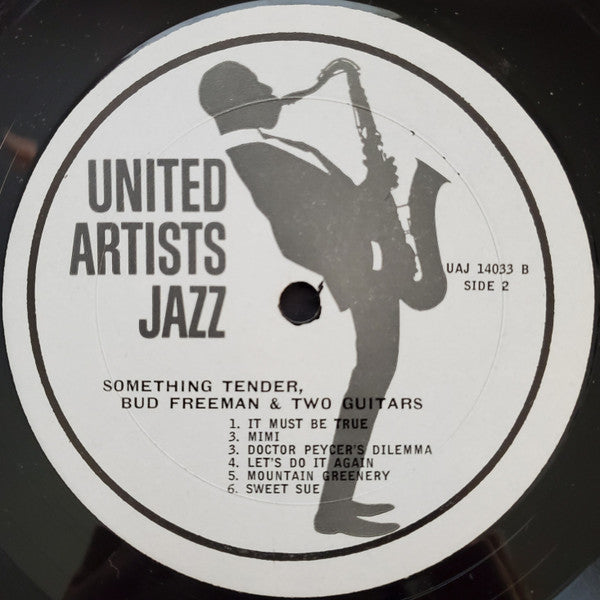 UNITED
ARTISTS
JAZZ
UAJ 14033 B
SIDE 2
SOMETHING TENDER,
BUD FREEMAN & TWO GUITARS
1. IT MUST BE TRUE
3. MIMI
3. DOCTOR PEYCER'S DILEMMA
4. LET'S DO IT AGAIN
5. MOUNTAIN GREENERY
6. SWEET SUE